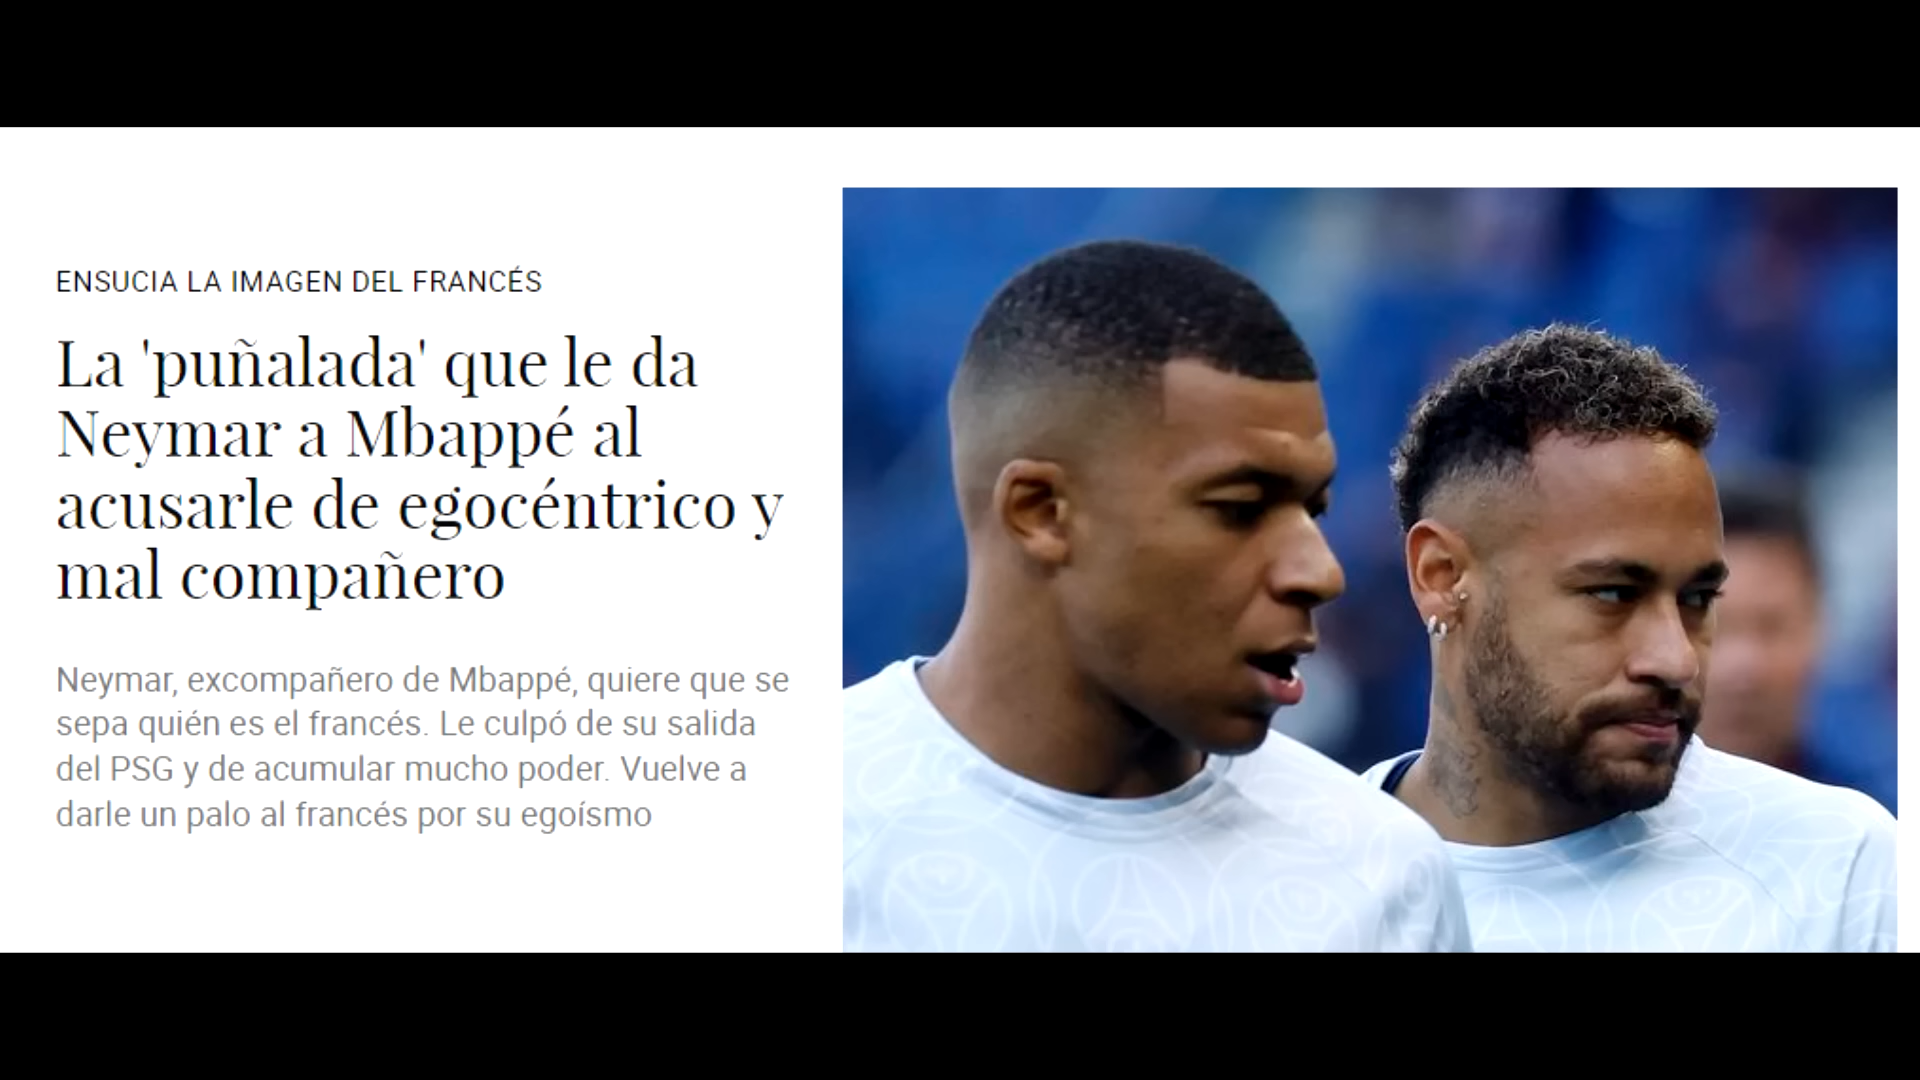 ENSUCIA LA IMAGEN DEL FRANCÉS
La 'puñalada' que le da
Neymar a Mbappé al
acusarle de egocéntrico y
mal compañero
Neymar, excompañero de Mbappé, quiere que se
sepa quién es el francés. Le culpó de su salida
del PSG y de acumular mucho poder. Vuelve a
darle un palo al francés por su egoísmo